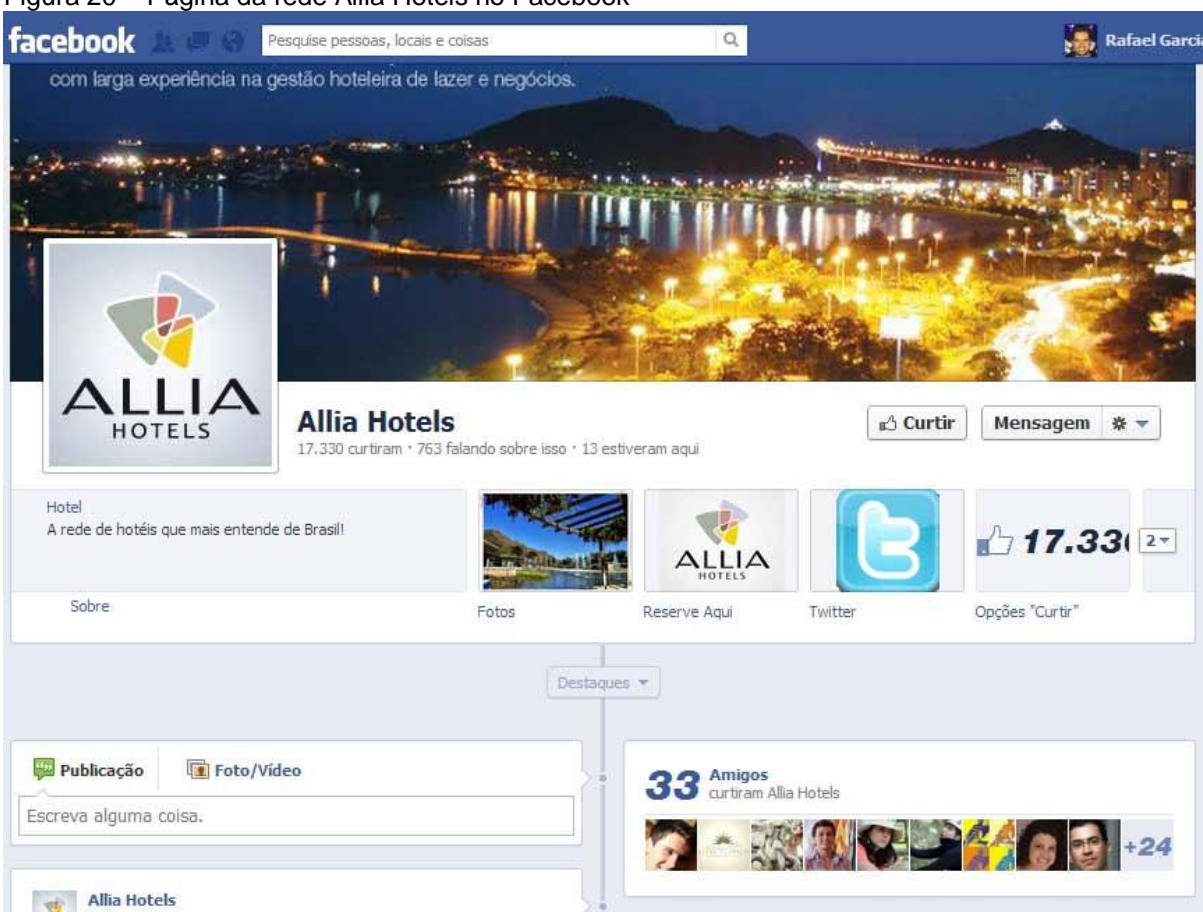 Figura 20 – Página da rede Allia Hotels no Facebook
facebook
Pesquise pessoas, locais e coisas
Rafael Garcia
com larga experiência na gestão hoteleira de lazer e negócios.
ALLIA
HOTELS
Allia Hotels
17.330 curtiram · 763 falando sobre isso · 13 estiveram aqui
Curtir
Mensagem
Hotel
A rede de hotéis que mais entende de Brasil!
Sobre
Fotos
ALLIA
HOTELS
Reserve Aqui
Twitter
17.330
2
Opções "Curtir"
Destaques
Publicação
Foto/Vídeo
Escreva alguma coisa.
33 Amigos
curtiram Allia Hotels
+24
Allia Hotels